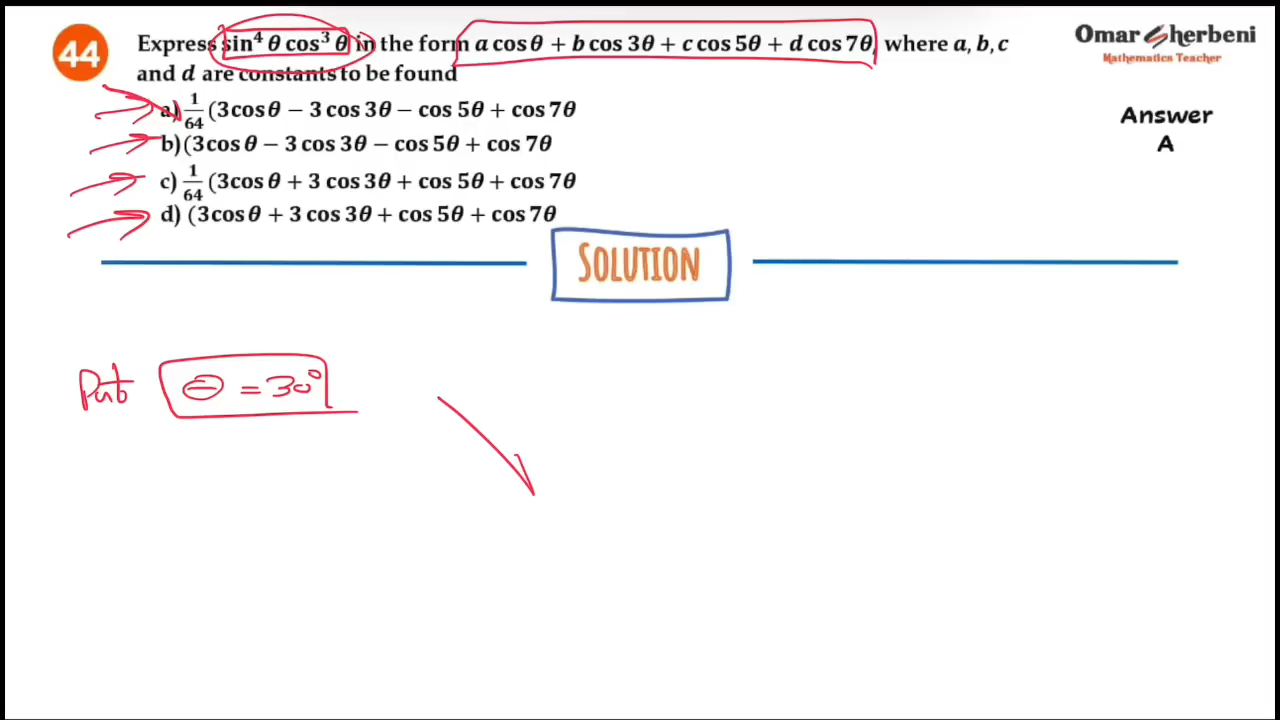 44
Express sin⁴ θ cos³ θ in the form a cos θ + b cos 3θ + c cos 5θ + d cos 7θ, where a, b, c
and d are constants to be found
a) 1/64 (3cos θ − 3 cos 3θ − cos 5θ + cos 7θ
b)(3cos θ − 3 cos 3θ − cos 5θ + cos 7θ
c) 1/64 (3cos θ + 3 cos 3θ + cos 5θ + cos 7θ
d) (3cos θ + 3 cos 3θ + cos 5θ + cos 7θ
Omar Sherbeni
Mathematics Teacher
Answer
A
SOLUTION
Put θ = 30°